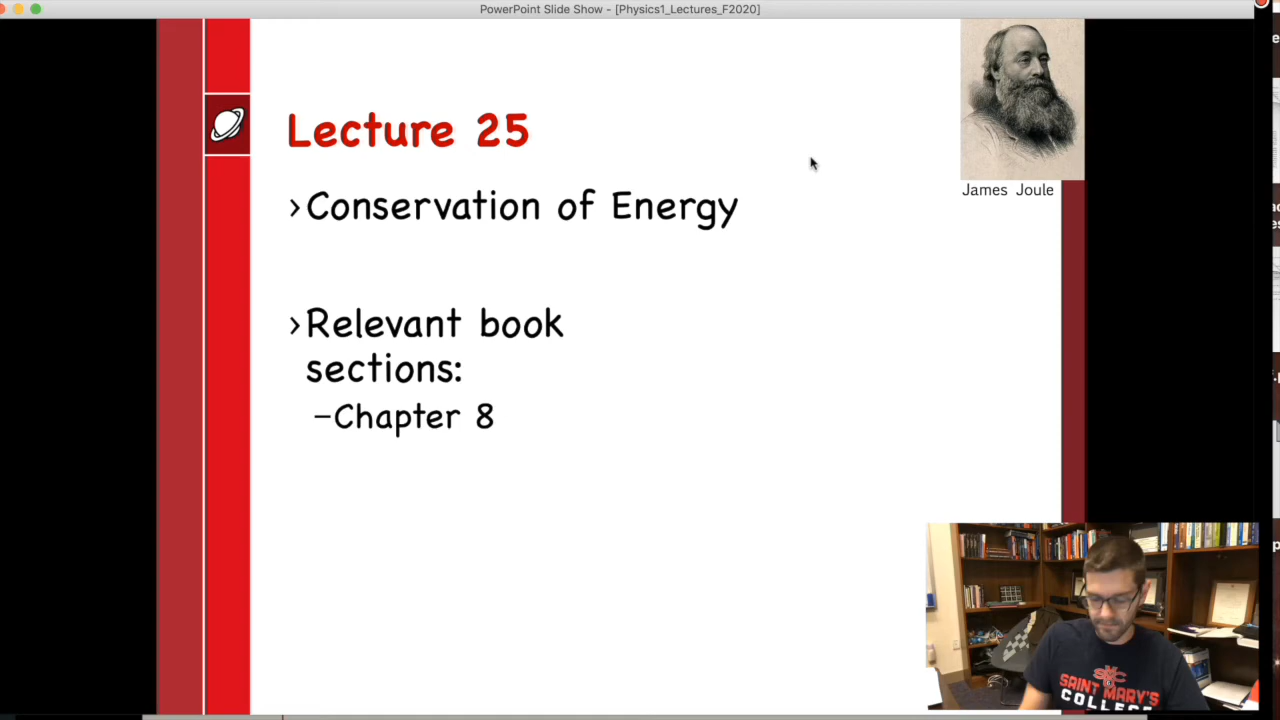 PowerPoint Slide Show - [Physics1_Lectures_F2020]
Lecture 25
›Conservation of Energy
James Joule
›Relevant book
sections:
–Chapter 8
SAINT MARY'S
COLLEGE